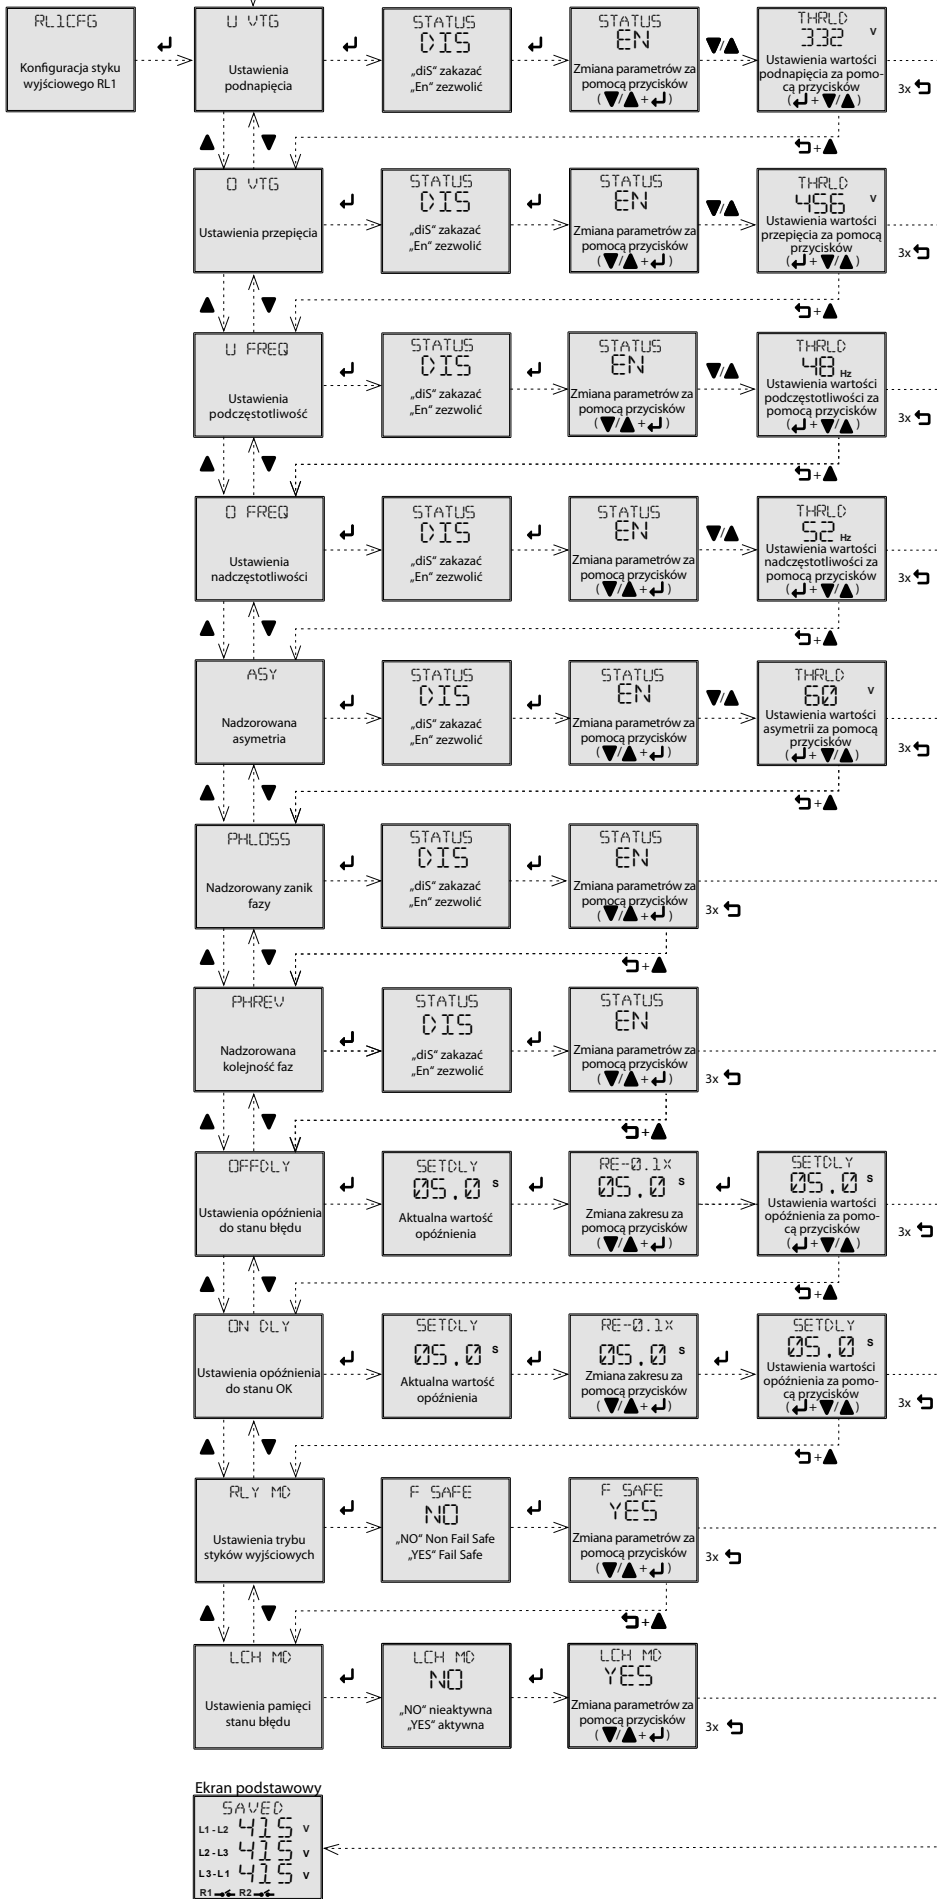 RL1CFG
Konfiguracja styku
wyjściowego RL1
U VTG
Ustawienia
podnapięcia
STATUS
DIS
„diS“ zakazać
„En“ zezwolić
STATUS
EN
Zmiana parametrów za
pomocą przycisków
(▼/▲ + ↵)
▼/▲
THRLD
332 V
Ustawienia wartości
podnapięcia za pomo-
cą przycisków
(↵ + ▼/▲)
3x
+▲
O VTG
Ustawienia przepięcia
STATUS
DIS
„diS“ zakazać
„En“ zezwolić
STATUS
EN
Zmiana parametrów za
pomocą przycisków
(▼/▲ + ↵)
▼/▲
THRLD
456 V
Ustawienia wartości
przepięcia za pomocą
przycisków
(↵ + ▼/▲)
3x
+▲
U FREQ
Ustawienia
podczęstotliwość
STATUS
DIS
„diS“ zakazać
„En“ zezwolić
STATUS
EN
Zmiana parametrów za
pomocą przycisków
(▼/▲ + ↵)
▼/▲
THRLD
48 Hz
Ustawienia wartości
podczęstotliwości za
pomocą przycisków
(↵ + ▼/▲)
3x
+▲
O FREQ
Ustawienia
nadczęstotliwości
STATUS
DIS
„diS“ zakazać
„En“ zezwolić
STATUS
EN
Zmiana parametrów za
pomocą przycisków
(▼/▲ + ↵)
▼/▲
THRLD
52 Hz
Ustawienia wartości
nadczęstotliwości za
pomocą przycisków
(↵ + ▼/▲)
3x
+▲
ASY
Nadzorowana
asymetria
STATUS
DIS
„diS“ zakazać
„En“ zezwolić
STATUS
EN
Zmiana parametrów za
pomocą przycisków
(▼/▲ + ↵)
▼/▲
THRLD
60 V
Ustawienia wartości
asymetrii za pomocą
przycisków
(↵ + ▼/▲)
3x
+▲
PHLOSS
Nadzorowany zanik
fazy
STATUS
DIS
„diS“ zakazać
„En“ zezwolić
STATUS
EN
Zmiana parametrów za
pomocą przycisków
(▼/▲ + ↵)
3x
+▲
PHREV
Nadzorowana
kolejność faz
STATUS
DIS
„diS“ zakazać
„En“ zezwolić
STATUS
EN
Zmiana parametrów za
pomocą przycisków
(▼/▲ + ↵)
3x
+▲
OFFDLY
Ustawienia opóźnienia
do stanu błędu
SETDLY
05.0 s
Aktualna wartość
opóźnienia
RE-0.1X
05.0 s
Zmiana zakresu za
pomocą przycisków
(▼/▲ + ↵)
SETDLY
05.0 s
Ustawienia wartości
opóźnienia za pomo-
cą przycisków
(↵ + ▼/▲)
3x
+▲
ON DLY
Ustawienia opóźnienia
do stanu OK
SETDLY
05.0 s
Aktualna wartość
opóźnienia
RE-0.1X
05.0 s
Zmiana zakresu za
pomocą przycisków
(▼/▲ + ↵)
SETDLY
05.0 s
Ustawienia wartości
opóźnienia za pomo-
cą przycisków
(↵ + ▼/▲)
3x
+▲
RLY MD
Ustawienia trybu
styków wyjściowych
F SAFE
NO
„NO“ Non Fail Safe
„YES“ Fail Safe
F SAFE
YES
Zmiana parametrów za
pomocą przycisków
(▼/▲ + ↵)
3x
+▲
LCH MD
Ustawienia pamięci
stanu błędu
LCH MD
NO
„NO“ nieaktywna
„YES“ aktywna
LCH MD
YES
Zmiana parametrów za
pomocą przycisków
(▼/▲ + ↵)
3x
Ekran podstawowy
SAVED
L1-L2 415 V
L2-L3 415 V
L3-L1 415 V
R1 R2